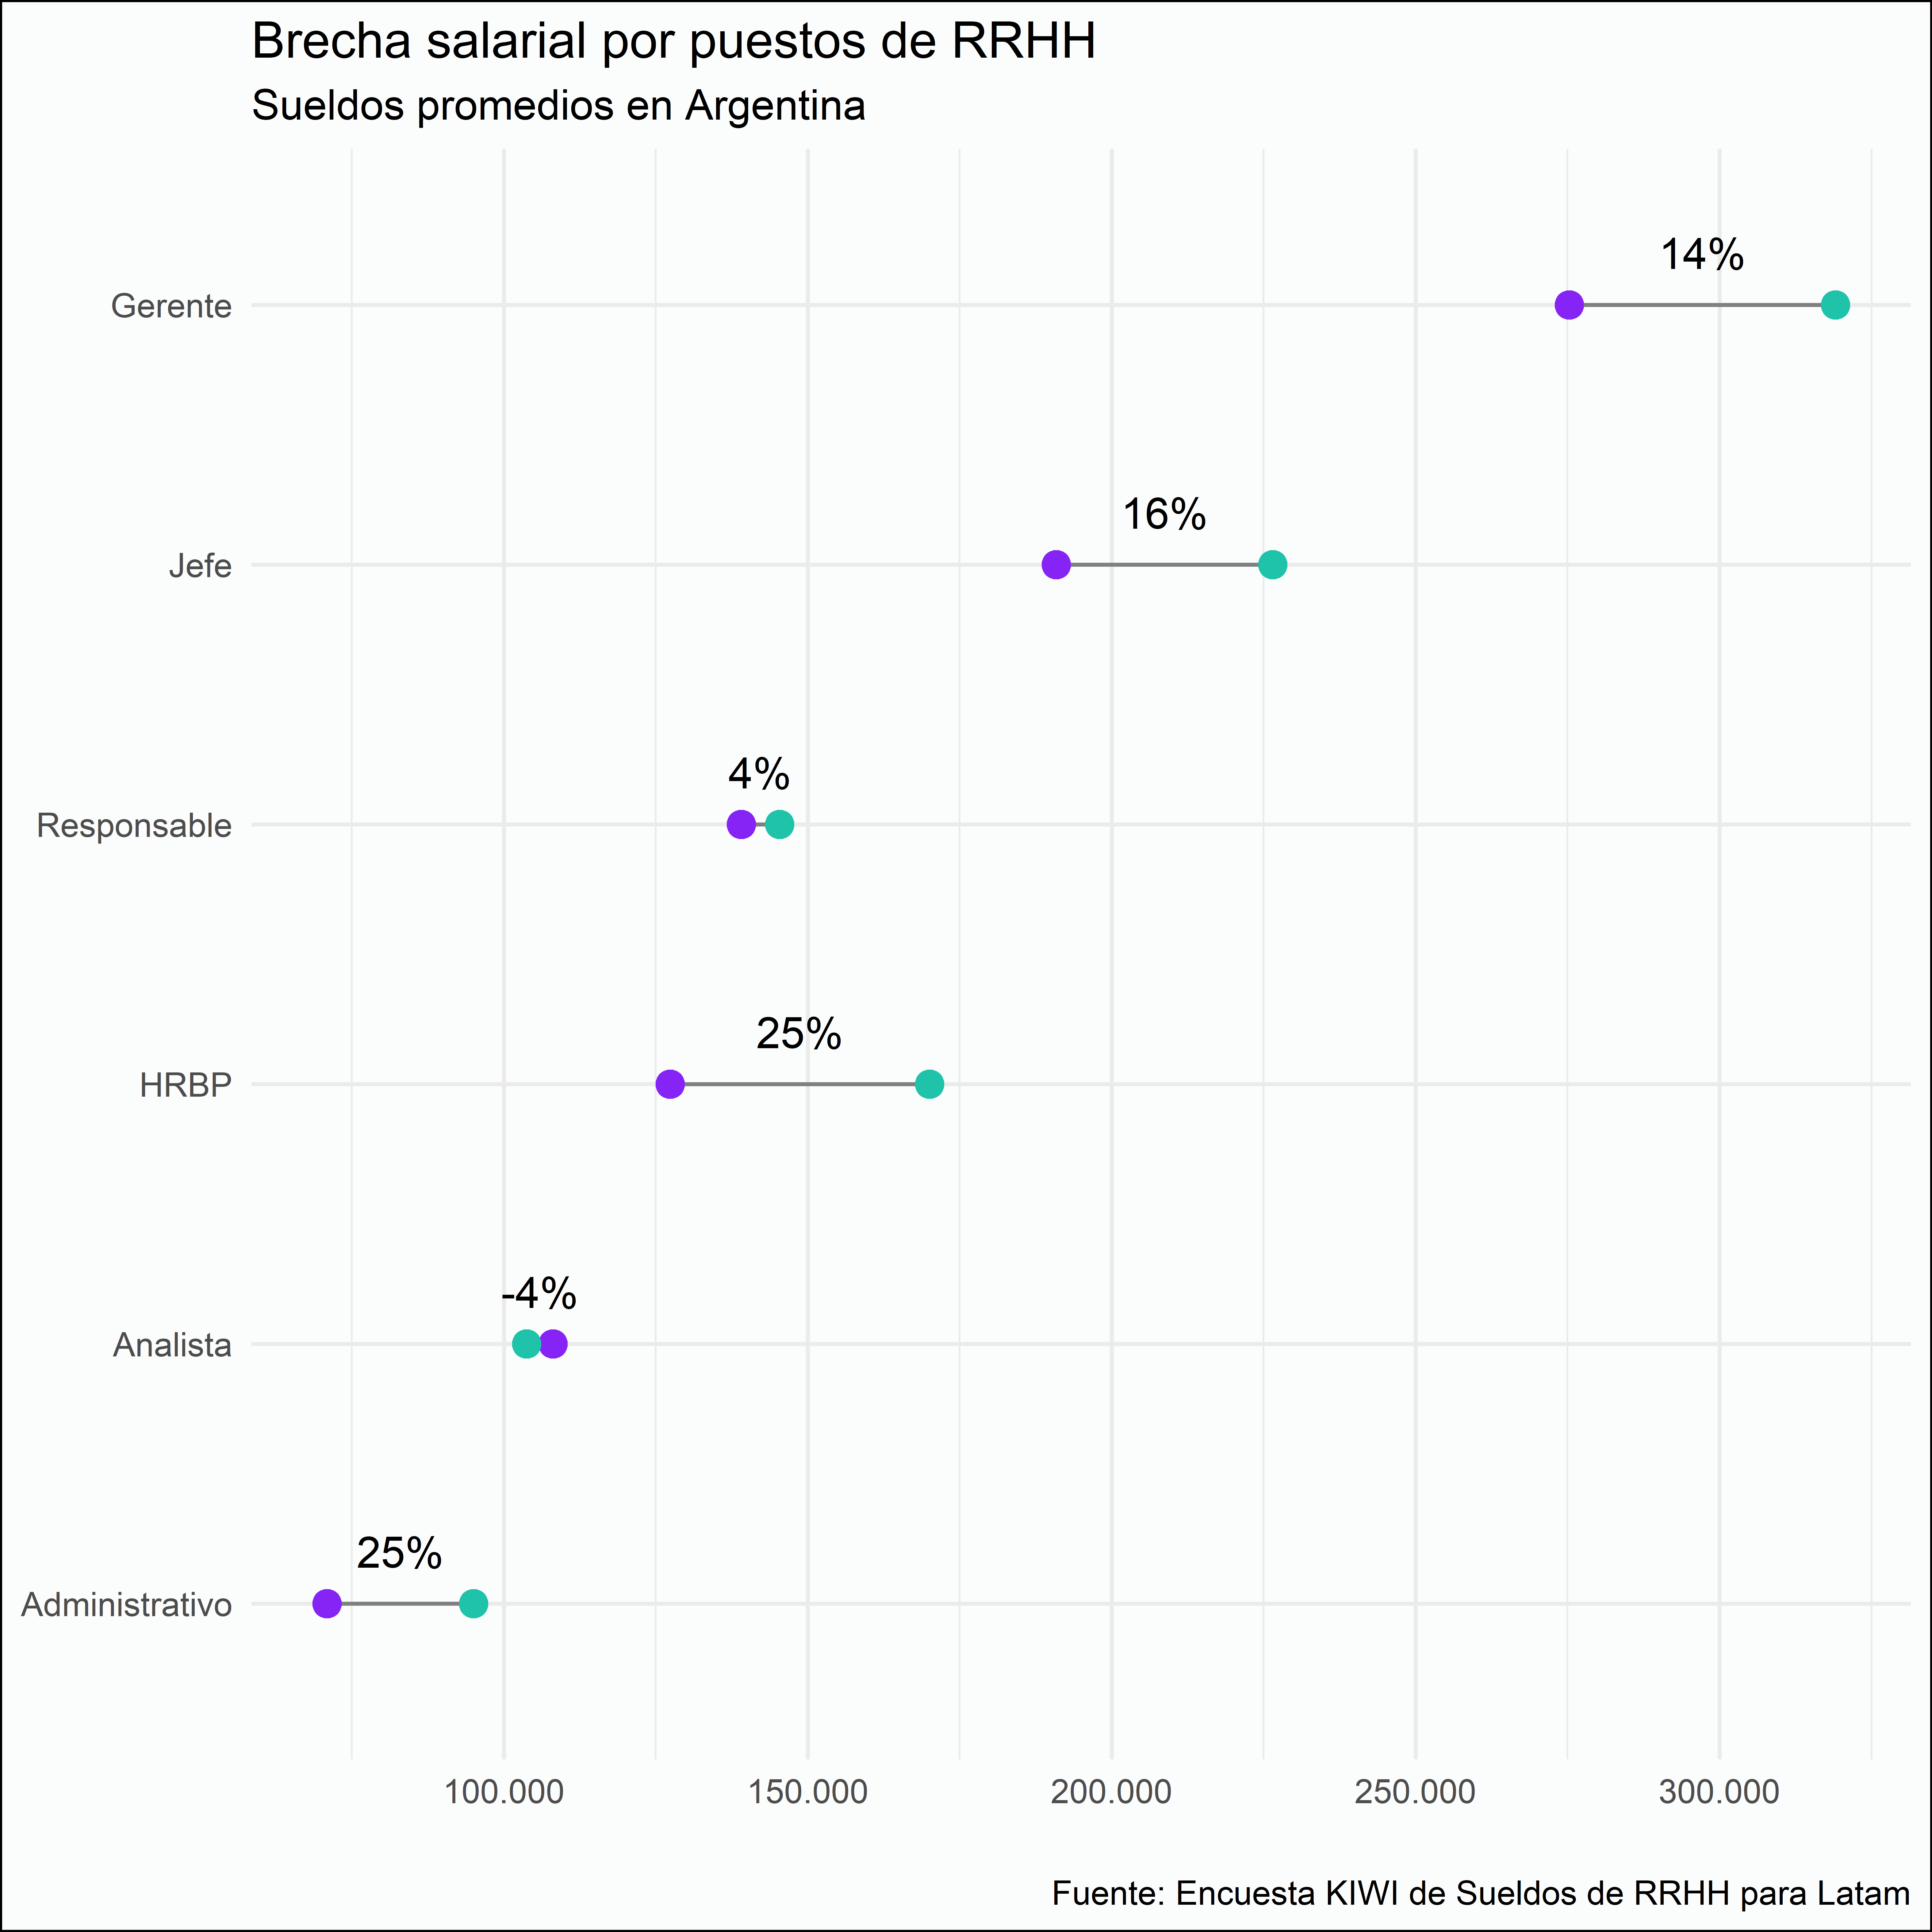 Brecha salarial por puestos de RRHH
Sueldos promedios en Argentina
14%
Gerente
16%
Jefe
4%
Responsable
25%
HRBP
-4%
Analista
25%
Administrativo
100.000 150.000 200.000 250.000 300.000
Fuente: Encuesta KIWI de Sueldos de RRHH para Latam